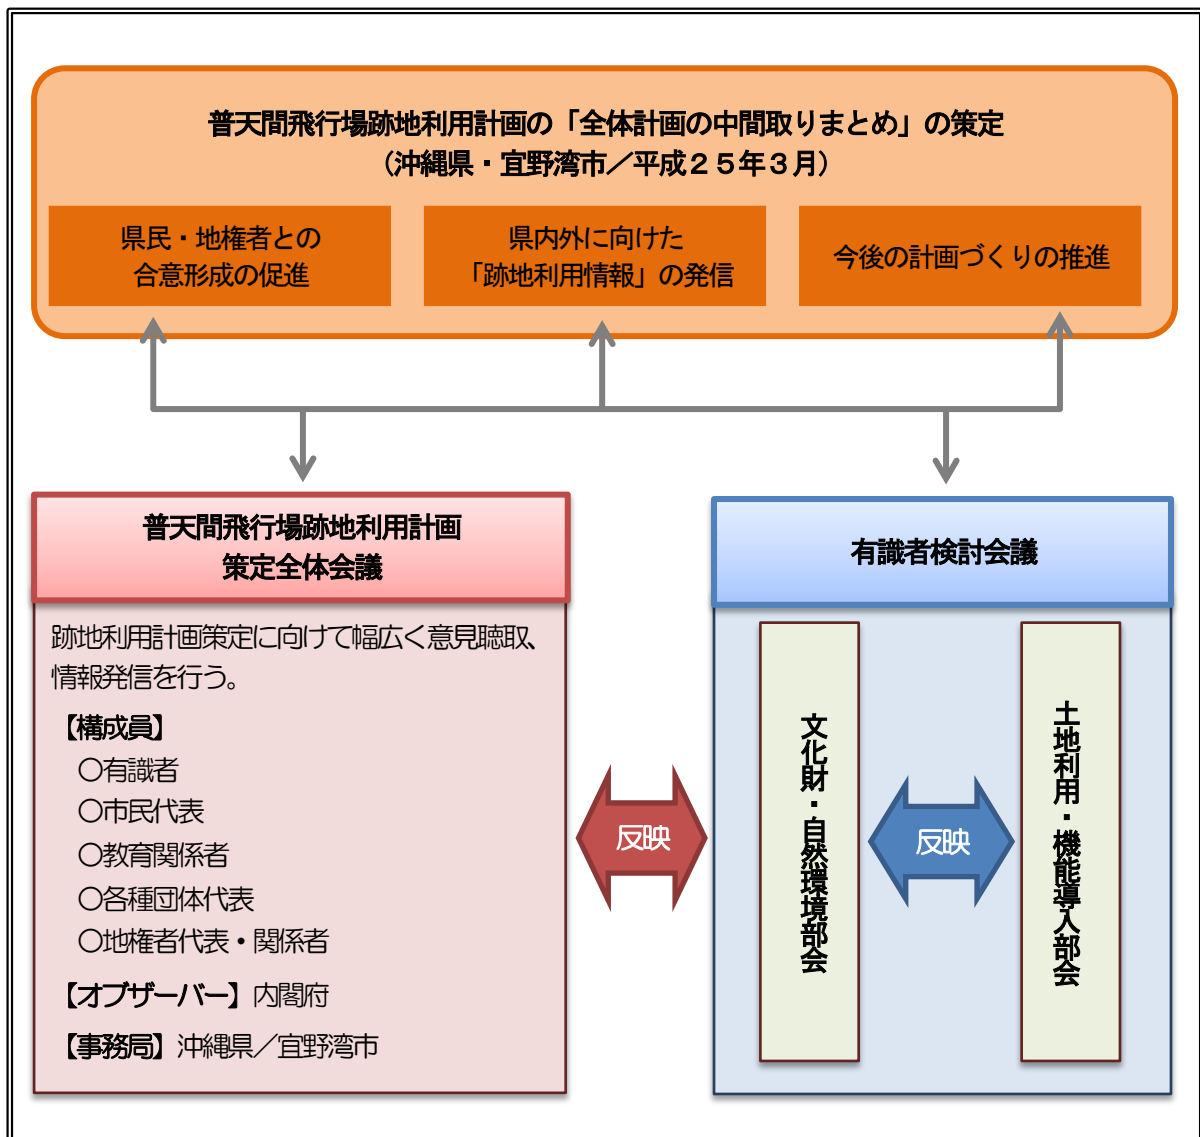 普天間飛行場跡地利用計画の「全体計画の中間取りまとめ」の策定
（沖縄県・宜野湾市／平成２５年３月）
県民・地権者との
合意形成の促進
県内外に向けた
「跡地利用情報」の発信
今後の計画づくりの推進
普天間飛行場跡地利用計画
策定全体会議
跡地利用計画策定に向けて幅広く意見聴取、
情報発信を行う。
【構成員】
○有識者
○市民代表
○教育関係者
○各種団体代表
○地権者代表・関係者
【オブザーバー】内閣府
【事務局】沖縄県／宜野湾市
反映
有識者検討会議
文化財・自然環境部会
反映
土地利用・機能導入部会